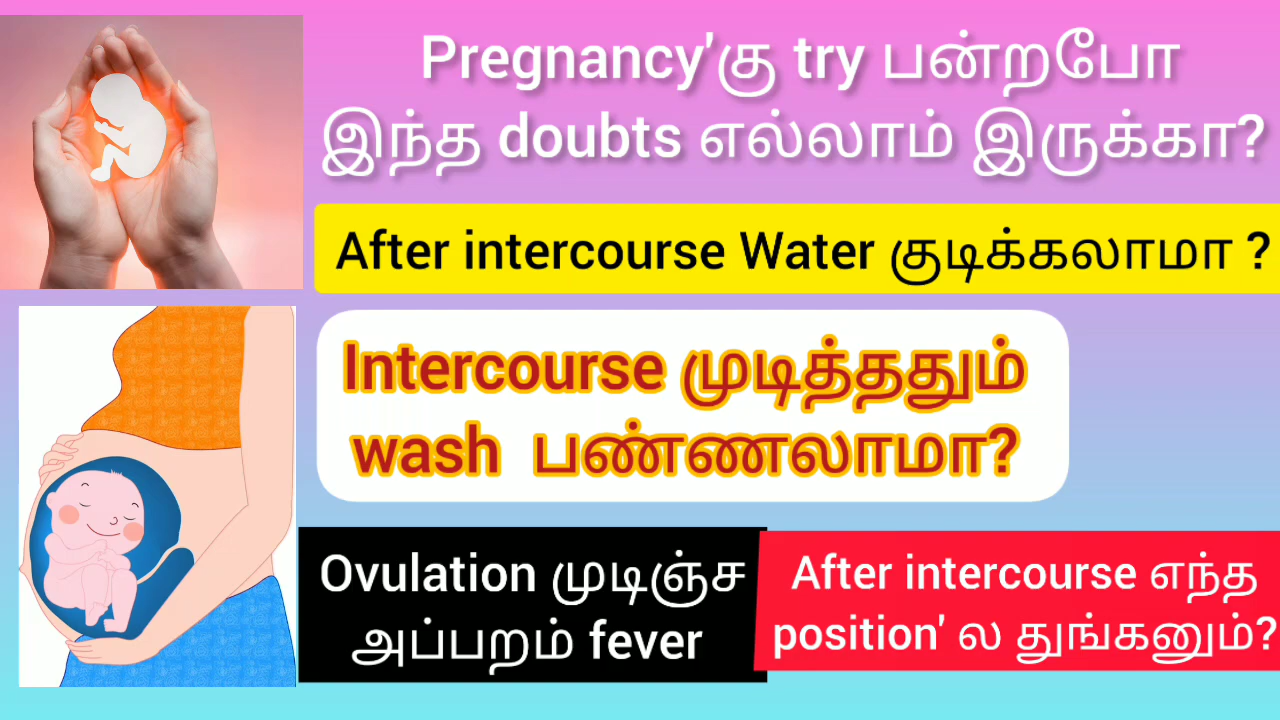 Pregnancy'கு try பன்றபோ
இந்த doubts எல்லாம் இருக்கா?
After intercourse Water குடிக்கலாமா ?
Intercourse முடித்ததும்
wash பண்ணலாமா?
Ovulation முடிஞ்ச
அப்பறம் fever
After intercourse எந்த
position' ல துங்கனும்?